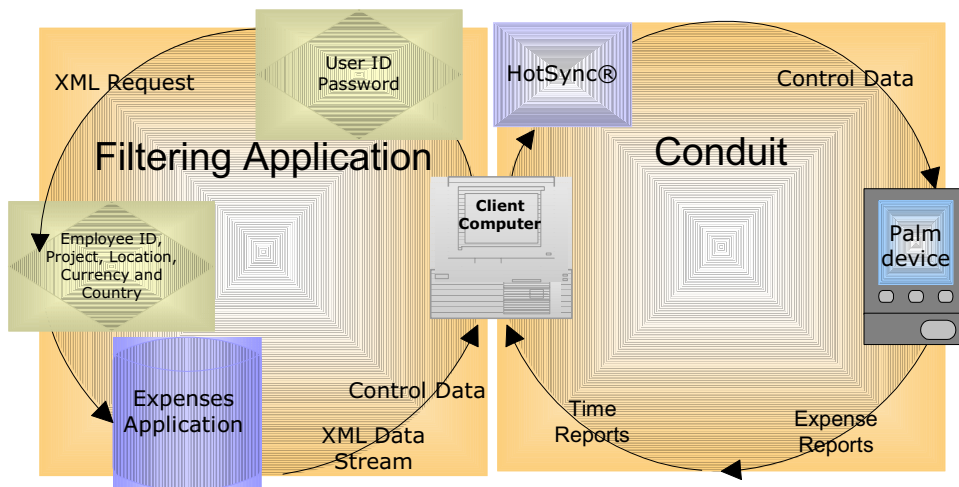 User ID
Password
XML Request
Filtering Application
Employee ID,
Project, Location,
Currency and
Country
Expenses
Application
Control Data
XML Data
Stream
Client
Computer
HotSync®
Control Data
Conduit
Palm
device
Time
Reports
Expense
Reports